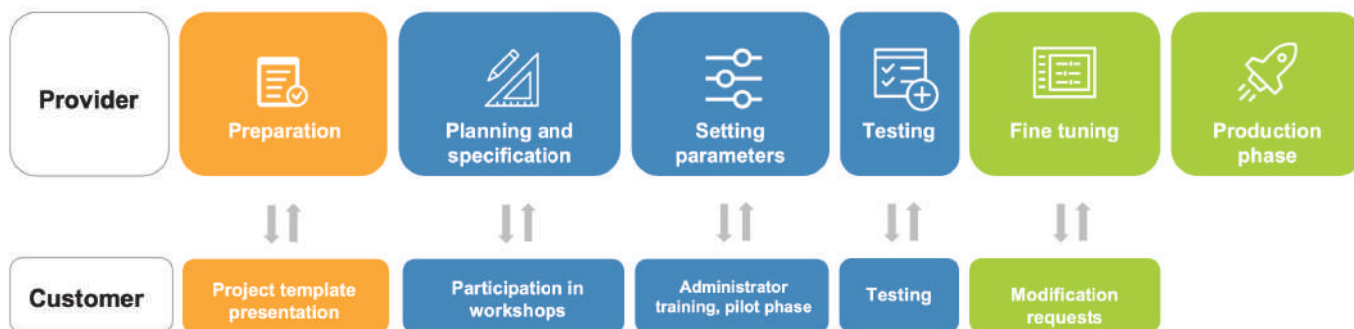 Provider
Preparation
Planning and
specification
Setting
parameters
Testing
Fine tuning
Production
phase
Customer
Project template
presentation
Participation in
workshops
Administrator
training, pilot phase
Testing
Modification
requests